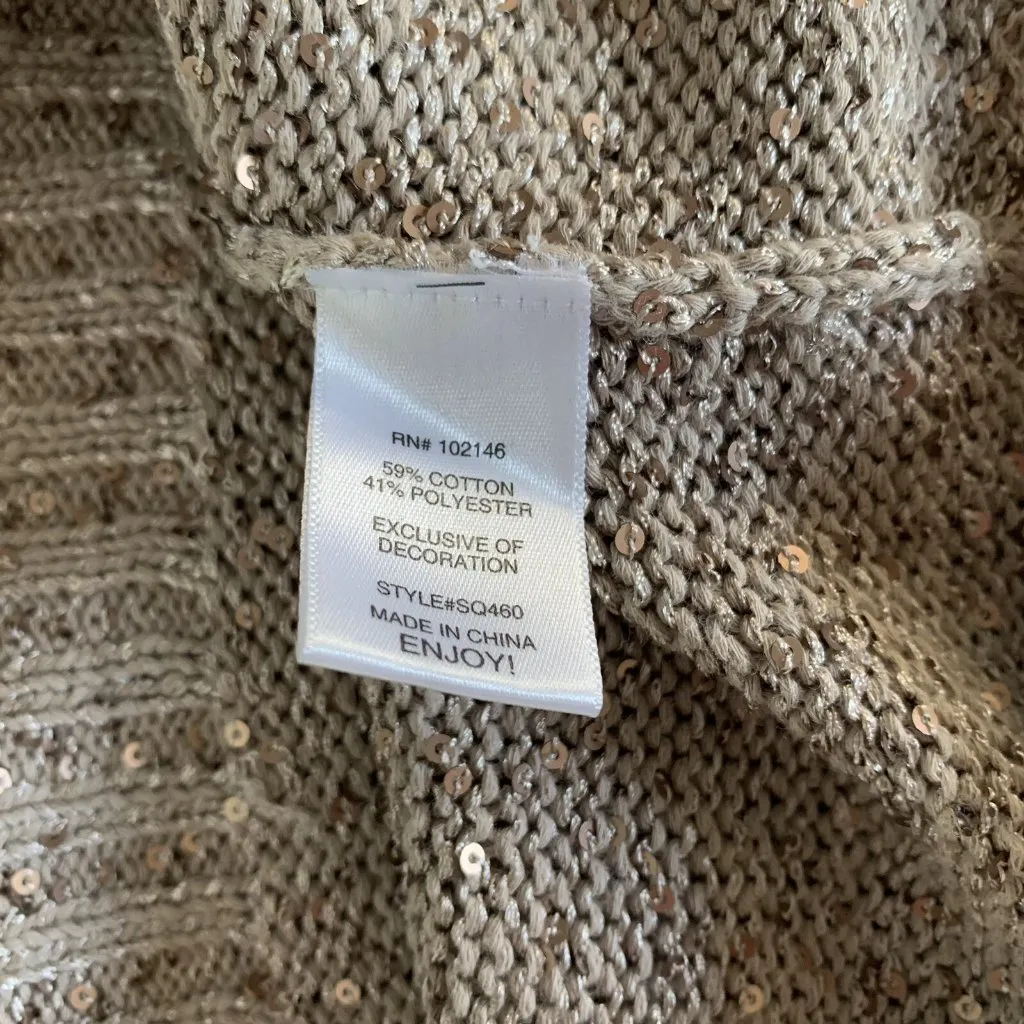 RN# 102146
59% COTTON
41% POLYESTER
EXCLUSIVE OF
DECORATION
STYLE#SQ460
MADE IN CHINA
ENJOY!